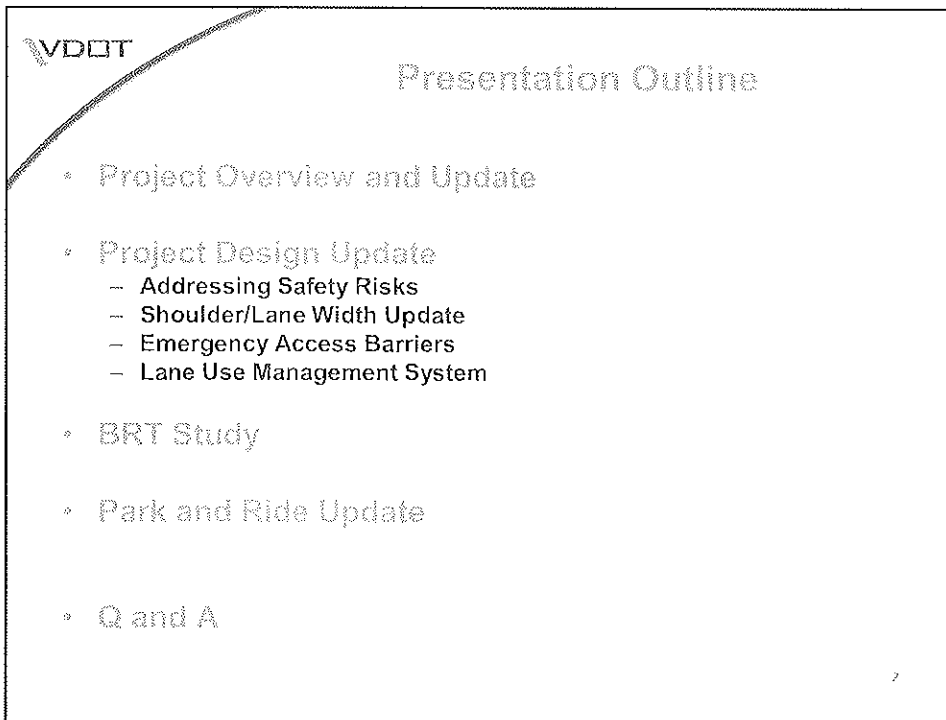 VDOT
Presentation Outline
• Project Overview and Update
• Project Design Update
– Addressing Safety Risks
– Shoulder/Lane Width Update
– Emergency Access Barriers
– Lane Use Management System
• BRT Study
• Park and Ride Update
• Q and A